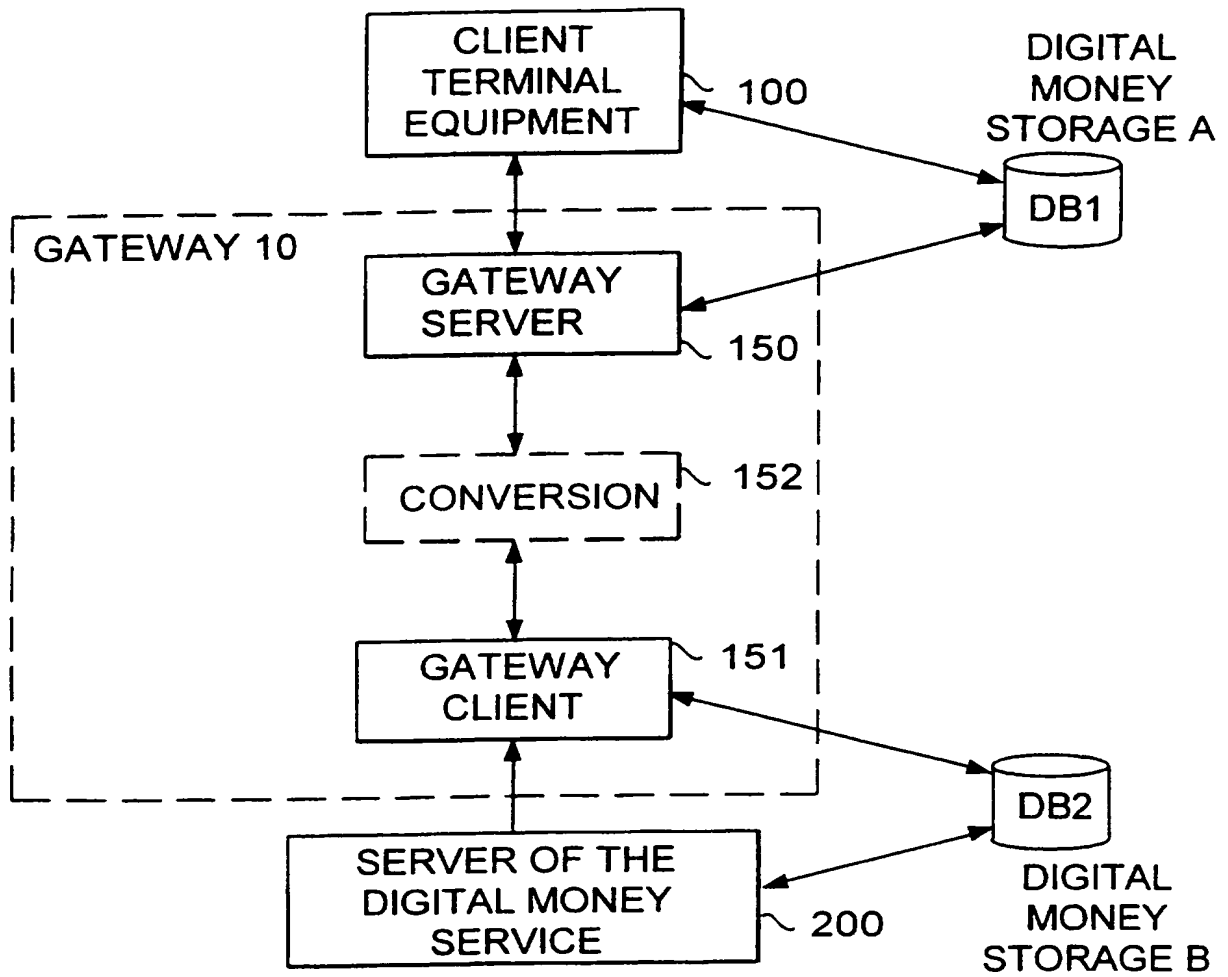 CLIENT
TERMINAL
EQUIPMENT
100
DIGITAL
MONEY
STORAGE A
DB1
GATEWAY 10
GATEWAY
SERVER
150
CONVERSION
152
GATEWAY
CLIENT
151
DB2
SERVER OF THE
DIGITAL MONEY
SERVICE
200
DIGITAL
MONEY
STORAGE B